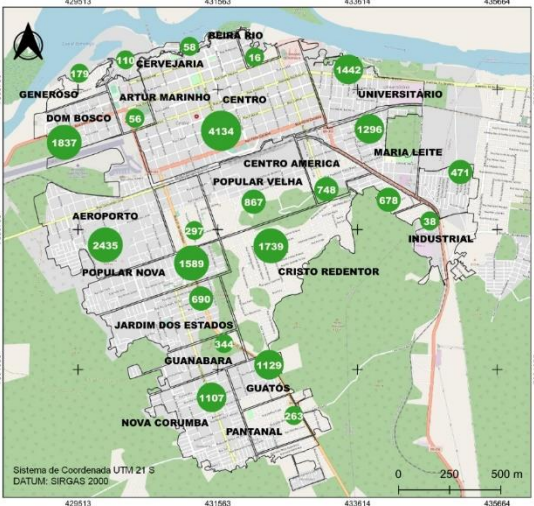 429513 431563 433614 435664
BEIRA RIO
58
16
110
CERVEJARIA
1442
179
GENEROSO
ARTUR MARINHO
CENTRO
UNIVERSITÁRIO
DOM BOSCO
56
4134
1296
1837
MARIA LEITE
CENTRO AMERICA
POPULAR VELHA
471
748
867
678
AEROPORTO
38
297
2435
1739
INDUSTRIAL
1589
POPULAR NOVA
CRISTO REDENTOR
690
JARDIM DOS ESTADOS
344
GUANABARA
1129
GUATÓS
1107
263
NOVA CORUMBA
PANTANAL
Sistema de Coordenada UTM 21 S
DATUM: SIRGAS 2000
0 250 500 m
429513 431563 433614 435664